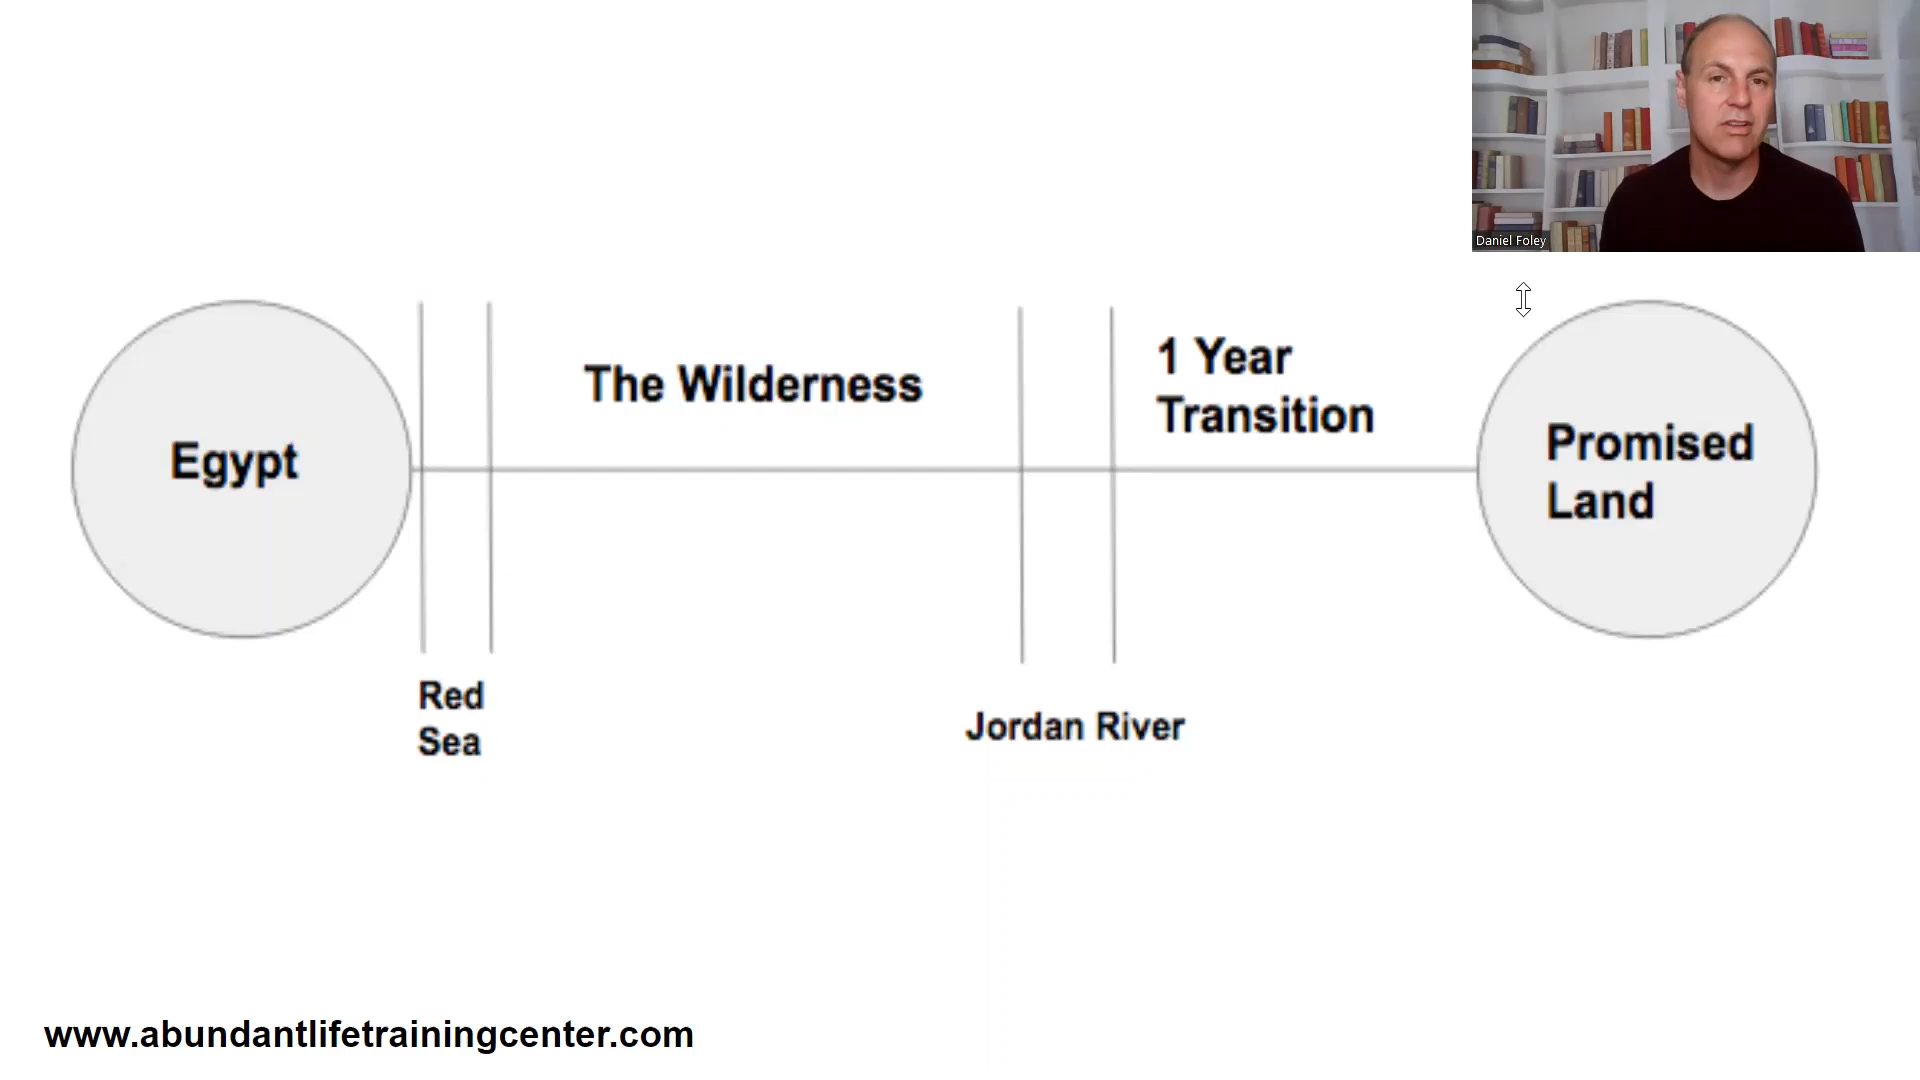 Daniel Foley
Egypt
The Wilderness
1 Year
Transition
Promised
Land
Red
Sea
Jordan River
www.abundantlifetrainingcenter.com